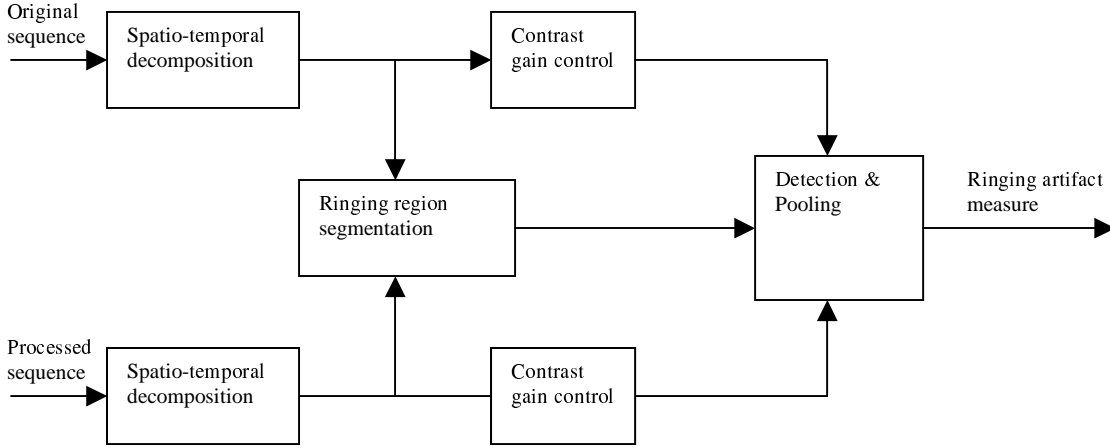 Original
sequence
Spatio-temporal
decomposition
Contrast
gain control
Ringing region
segmentation
Detection &
Pooling
Ringing artifact
measure
Processed
sequence
Spatio-temporal
decomposition
Contrast
gain control